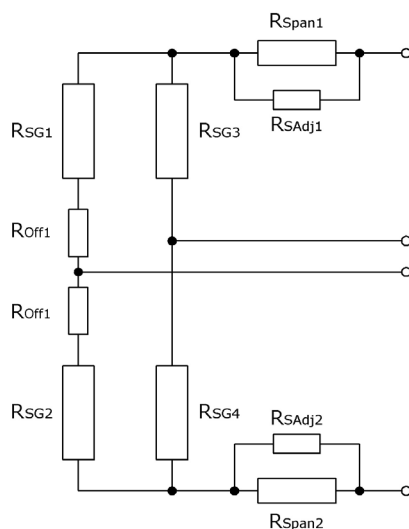 RSpan1
RSAdj1
RSG1
RSG3
ROff1
ROff1
RSG2
RSG4
RSAdj2
RSpan2